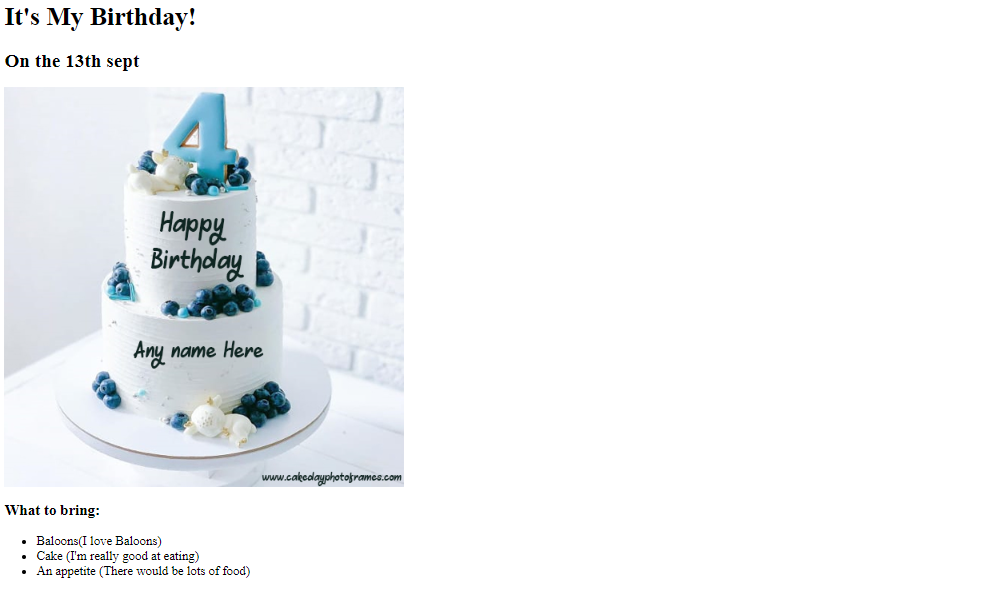 It's My Birthday!
On the 13th sept
4
Happy
Birthday
Any name Here
www.cakedayphotoframes.com
What to bring:
Baloons(I love Baloons)
Cake (I'm really good at eating)
An appetite (There would be lots of food)